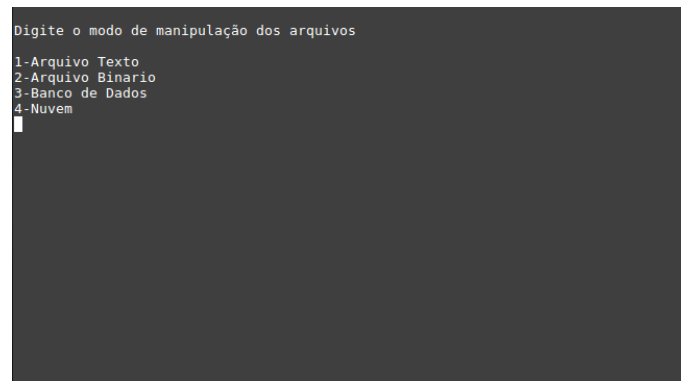 Digite o modo de manipulação dos arquivos
1-Arquivo Texto
2-Arquivo Binario
3-Banco de Dados
4-Nuvem